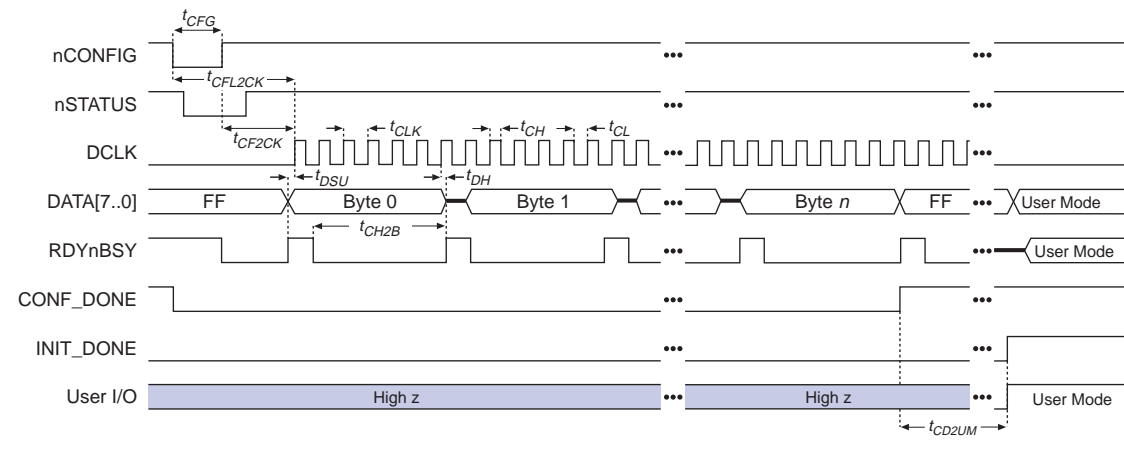 tCFG
nCONFIG
tCFL2CK
nSTATUS
tCF2CK
tCLK
tCH
tCL
DCLK
tDSU
tDH
DATA[7..0] FF Byte 0 Byte 1 Byte n FF User Mode
tCH2B
RDYnBSY User Mode
CONF_DONE
INIT_DONE
User I/O High z High z User Mode
tCD2UM